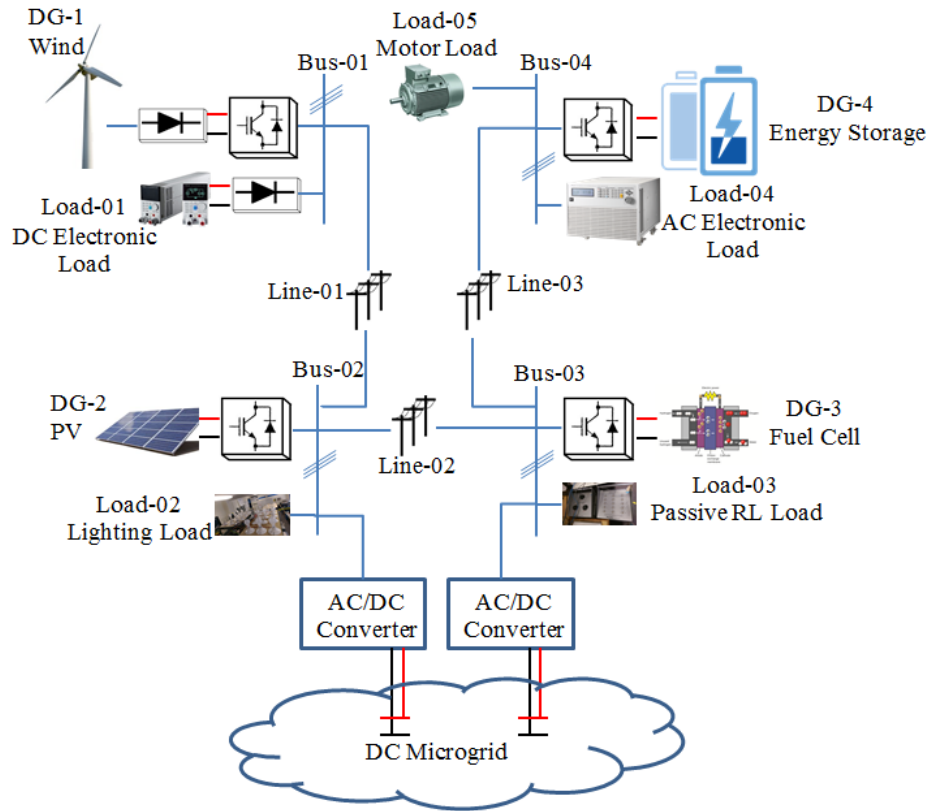 DG-1
Wind
Load-05
Motor Load
Bus-01
Bus-04
DG-4
Energy Storage
Load-01
DC Electronic
Load
Load-04
AC Electronic
Load
Line-01
Line-03
Bus-02
Bus-03
DG-2
PV
DG-3
Fuel Cell
Line-02
Load-02
Lighting Load
Load-03
Passive RL Load
AC/DC
Converter
AC/DC
Converter
DC Microgrid